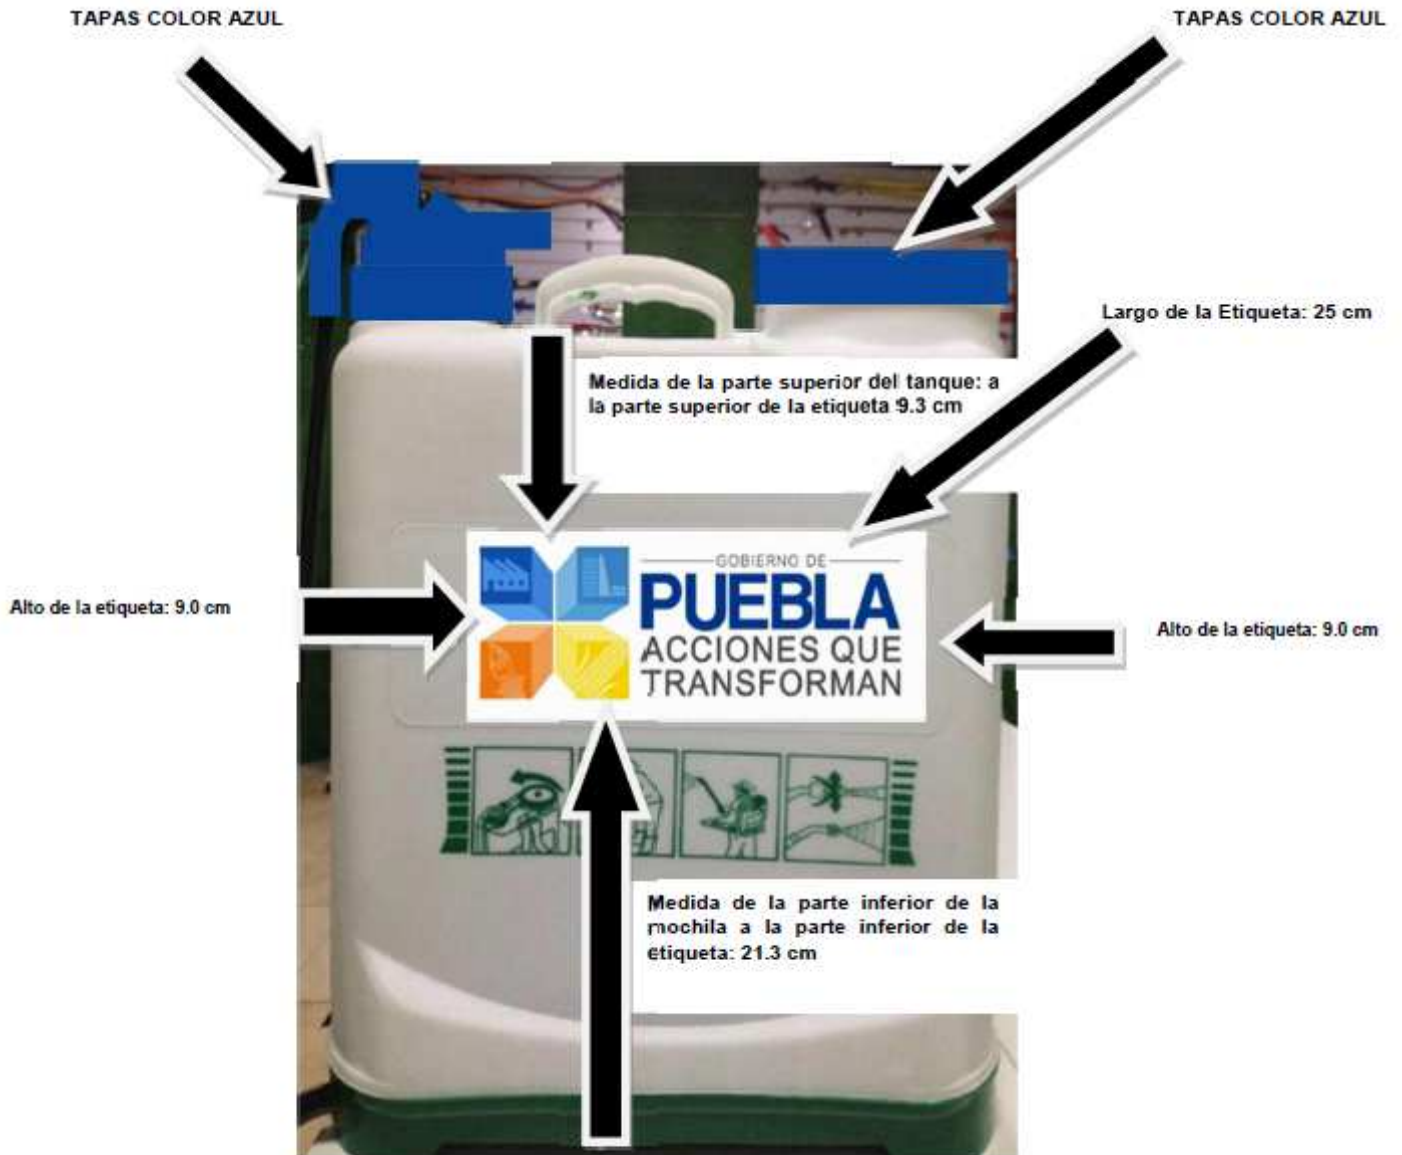 TAPAS COLOR AZUL
TAPAS COLOR AZUL
Largo de la Etiqueta: 25 cm
Medida de la parte superior del tanque: a
la parte superior de la etiqueta 9.3 cm
GOBIERNO DE
PUEBLA
ACCIONES QUE
TRANSFORMAN
Alto de la etiqueta: 9.0 cm
Alto de la etiqueta: 9.0 cm
Medida de la parte inferior de la
mochila a la parte inferior de la
etiqueta: 21.3 cm